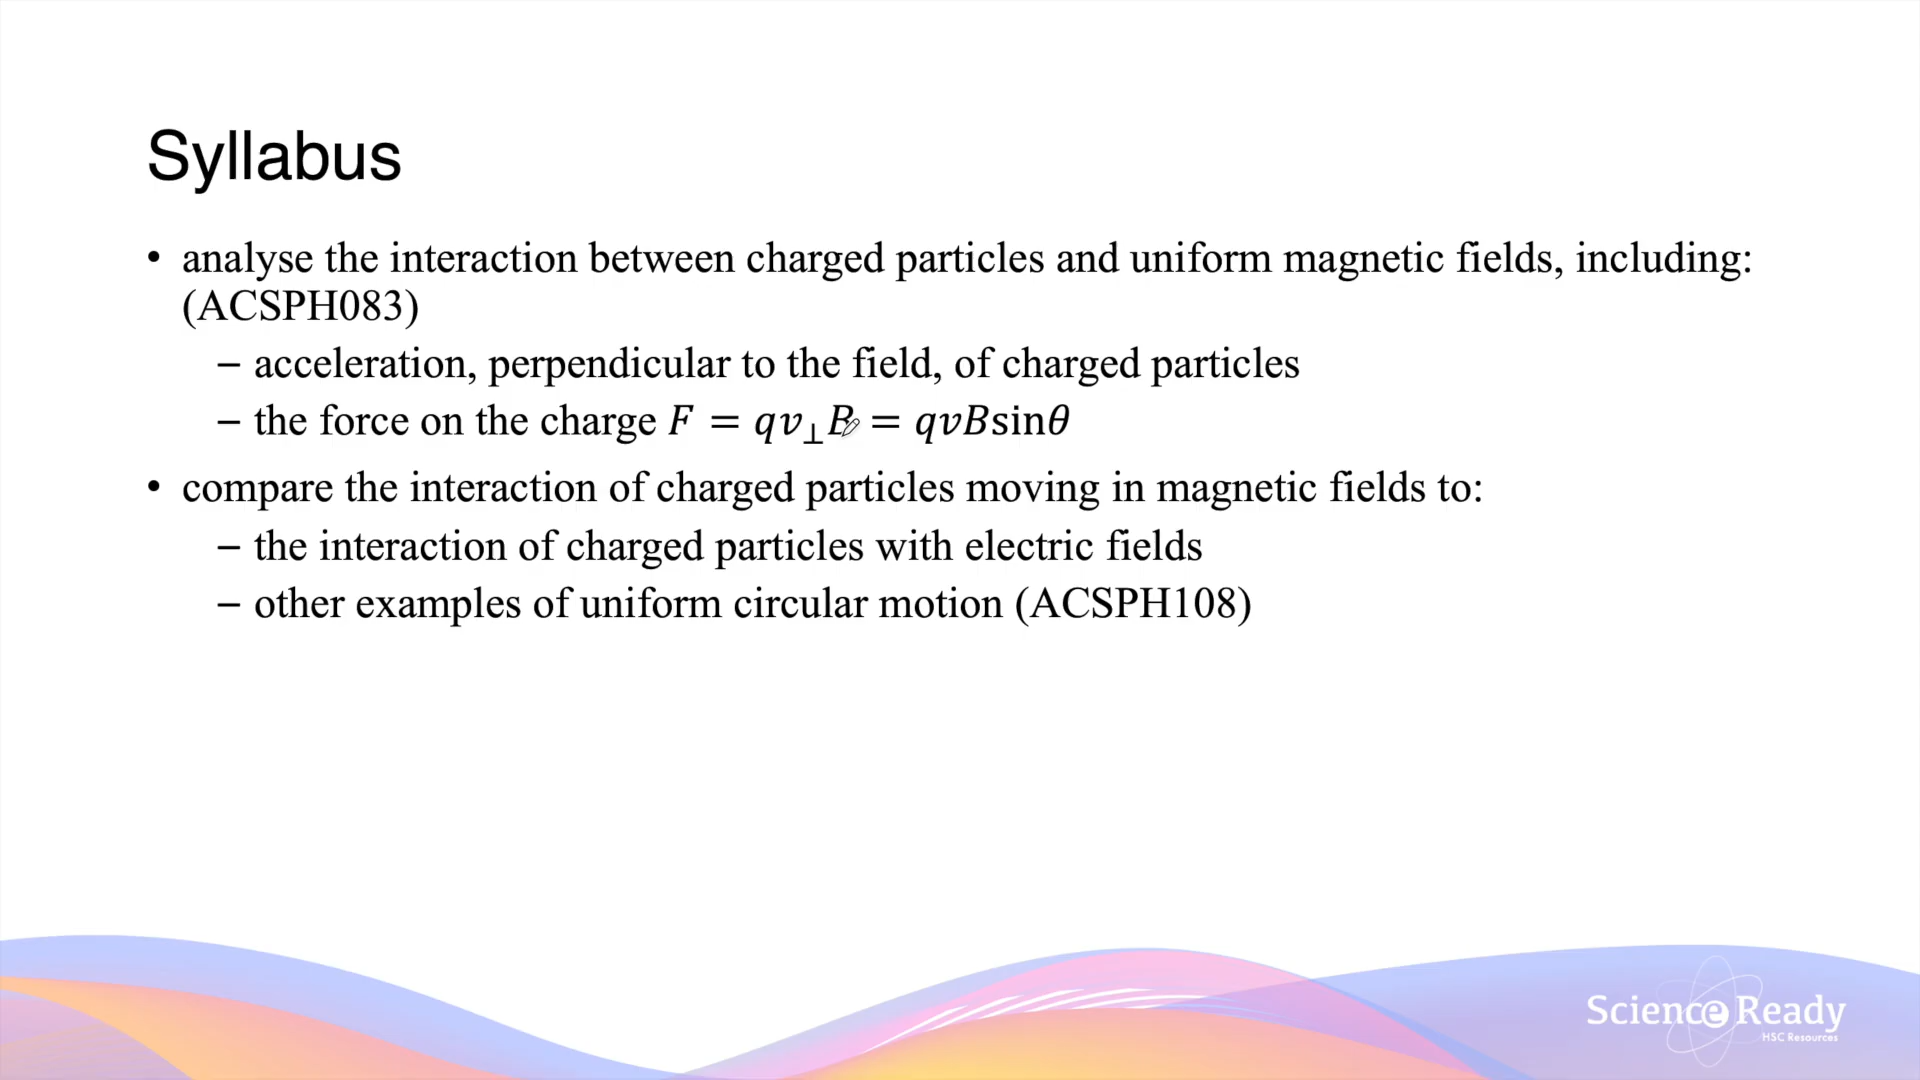 Syllabus
• analyse the interaction between charged particles and uniform magnetic fields, including:
(ACSPH083)
– acceleration, perpendicular to the field, of charged particles
– the force on the charge 𝐹 = 𝑞𝑣⊥𝐵 = 𝑞𝑣𝐵sin𝜃
• compare the interaction of charged particles moving in magnetic fields to:
– the interaction of charged particles with electric fields
– other examples of uniform circular motion (ACSPH108)
Science Ready
HSC Resources